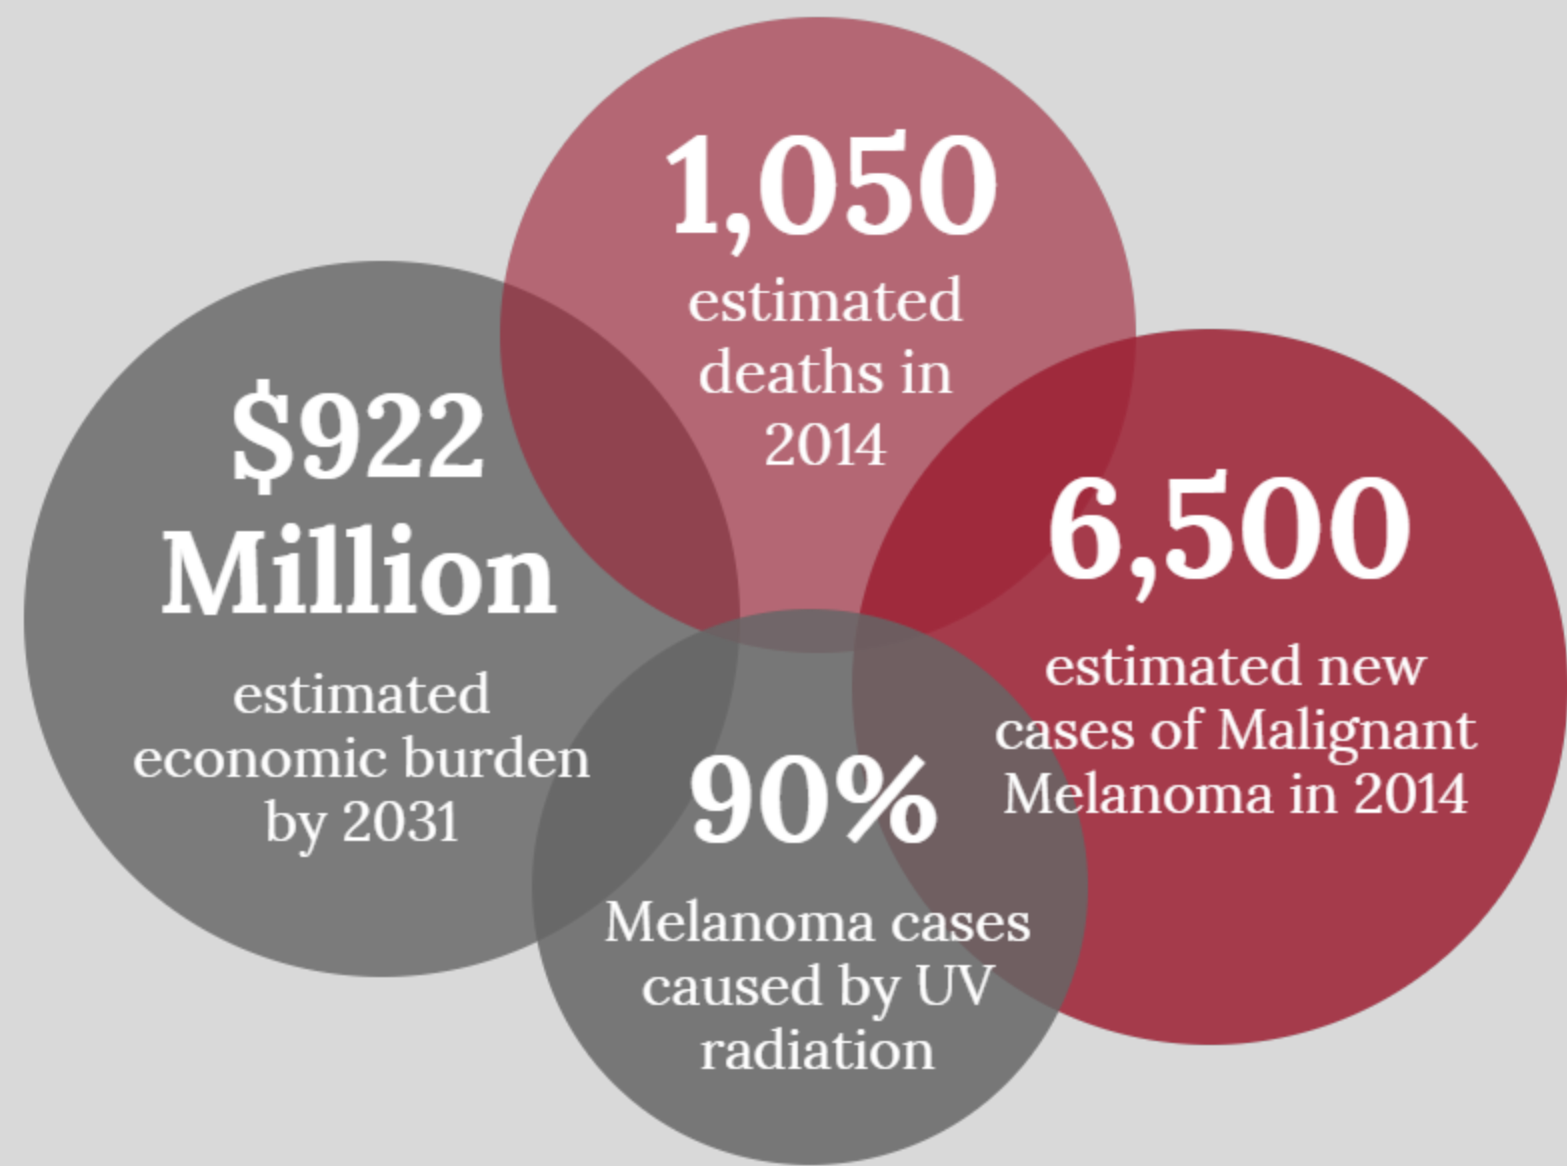 1,050
estimated
deaths in
2014
$922
Million
estimated
economic burden
by 2031
6,500
estimated new
cases of Malignant
Melanoma in 2014
90%
Melanoma cases
caused by UV
radiation